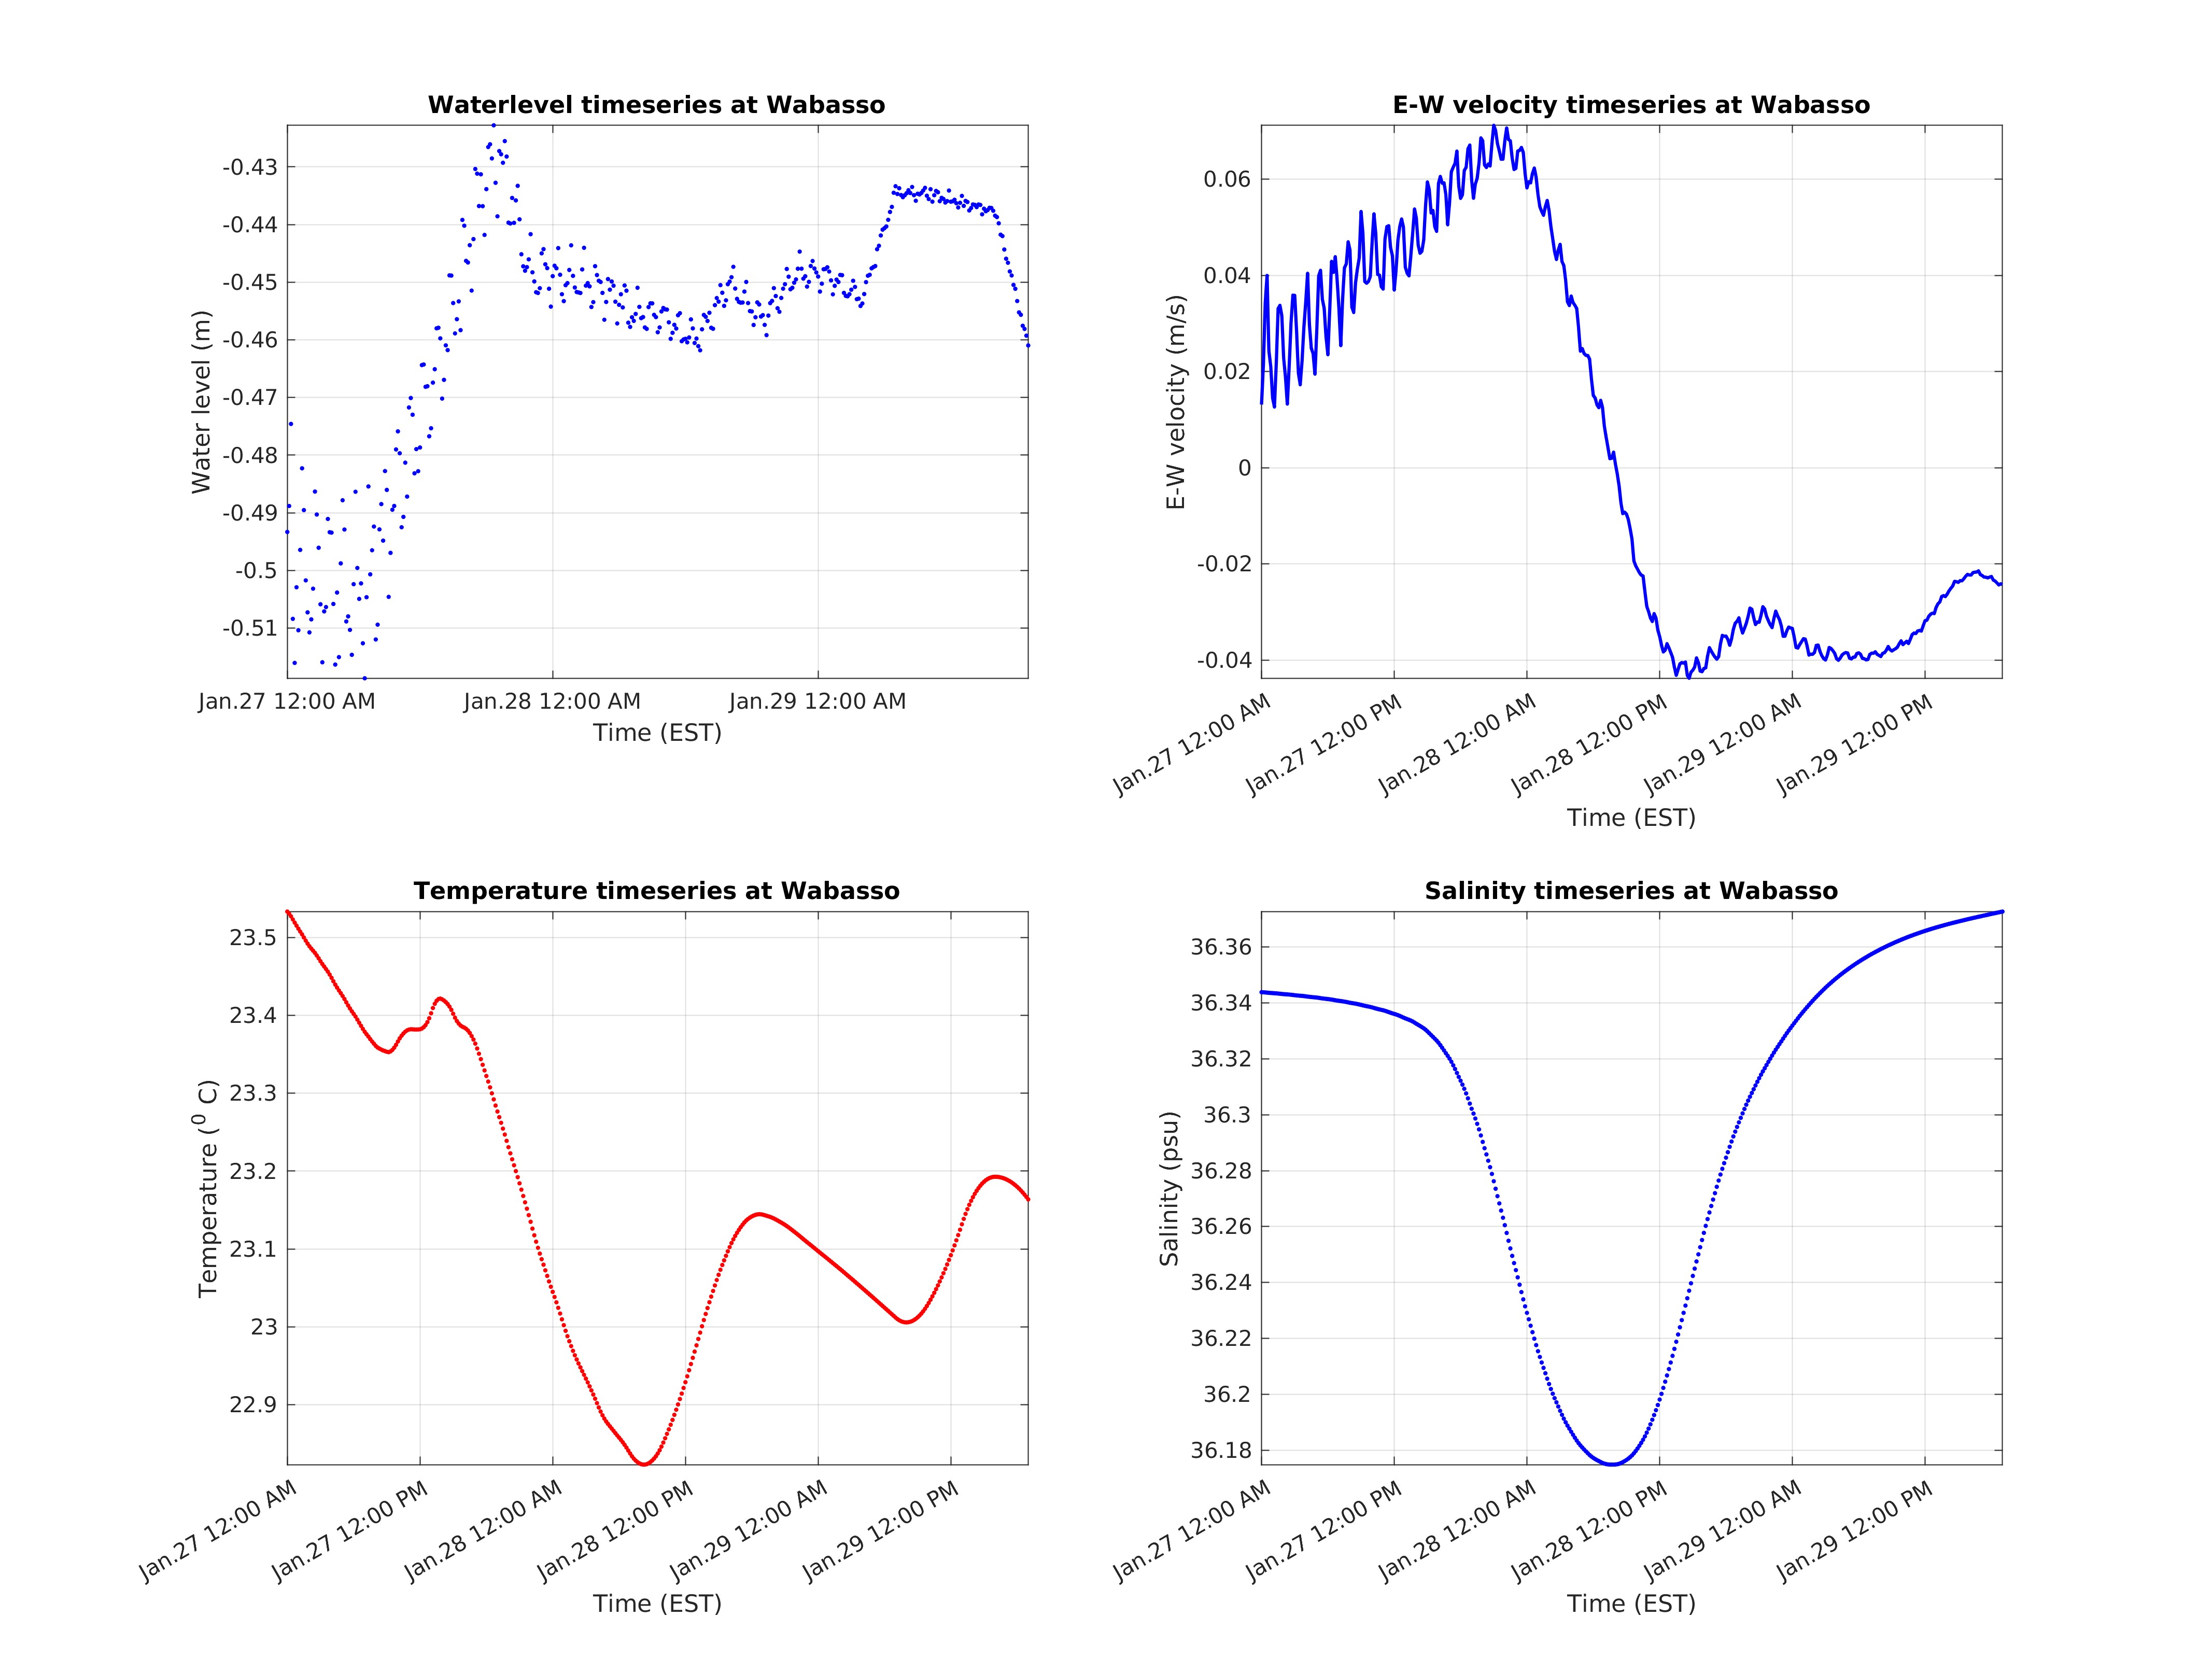 Waterlevel timeseries at Wabasso
-0.43
-0.44
-0.45
-0.46
-0.47
-0.48
-0.49
-0.5
-0.51
Water level (m)
Jan.27 12:00 AM
Jan.28 12:00 AM
Jan.29 12:00 AM
Time (EST)
E-W velocity timeseries at Wabasso
0.06
0.04
0.02
0
-0.02
-0.04
E-W velocity (m/s)
Jan.27 12:00 AM
Jan.27 12:00 PM
Jan.28 12:00 AM
Jan.28 12:00 PM
Jan.29 12:00 AM
Jan.29 12:00 PM
Time (EST)
Temperature timeseries at Wabasso
23.5
23.4
23.3
23.2
23.1
23
22.9
Temperature (⁰ C)
Jan.27 12:00 AM
Jan.27 12:00 PM
Jan.28 12:00 AM
Jan.28 12:00 PM
Jan.29 12:00 AM
Jan.29 12:00 PM
Time (EST)
Salinity timeseries at Wabasso
36.36
36.34
36.32
36.3
36.28
36.26
36.24
36.22
36.2
36.18
Salinity (psu)
Jan.27 12:00 AM
Jan.27 12:00 PM
Jan.28 12:00 AM
Jan.28 12:00 PM
Jan.29 12:00 AM
Jan.29 12:00 PM
Time (EST)